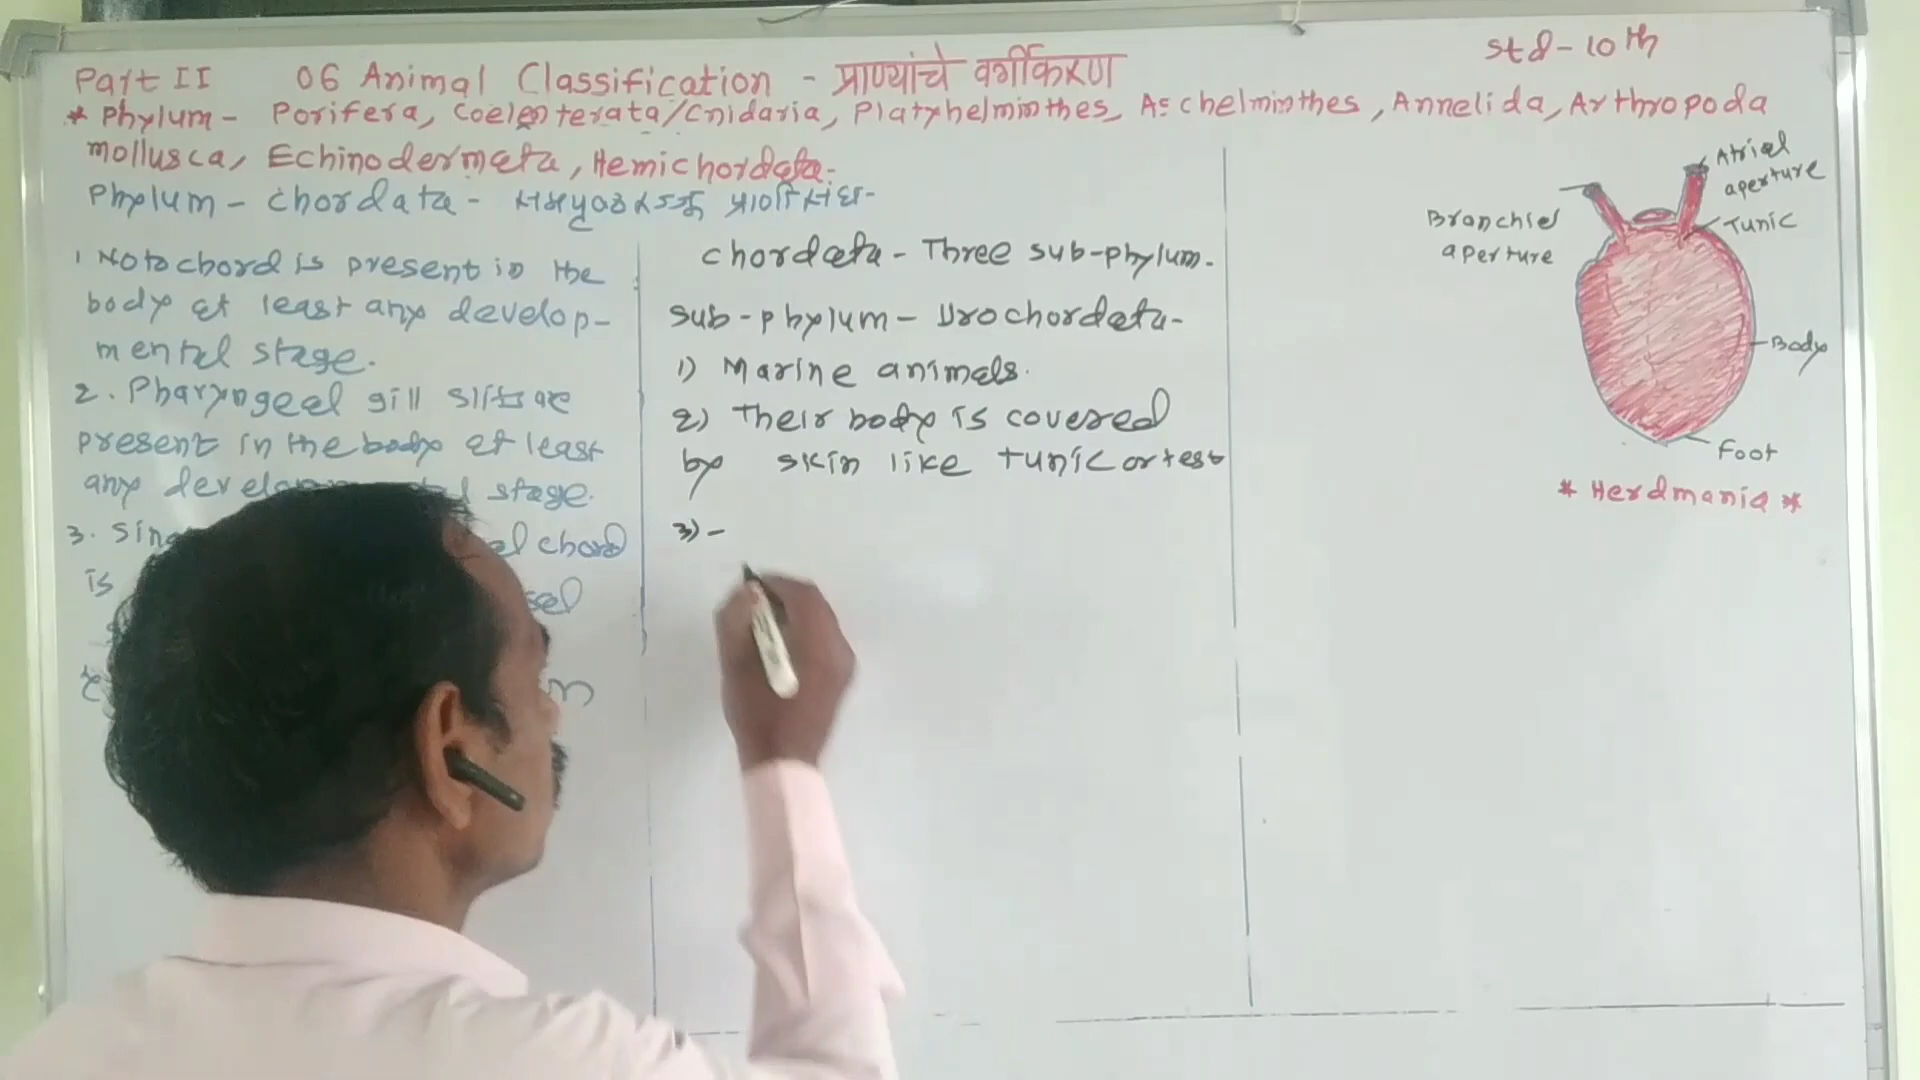 Part II 06 Animal Classification - प्राण्यांचे वर्गीकरण
Std - 10th
* Phylum - Porifera, Coelenterata/Cnidaria, Platyhelminthes, Aschelminthes, Annelida, Arthropoda
Mollusca, Echinodermata, Hemichordata.
Phylum - Chordata -
1 Notochord is present in the
body at least any develop-
mental stage.
2. Pharyngeal gill slits are
present in the body at least
any stage.
3. chord
is
Chordata - Three sub-phylum.
Sub-phylum - Urochordata -
1) Marine animals.
2) Their body is covered
by skin like tunic or test
3) -
Atrial
aperture
Branchial
aperture
Tunic
Body
Foot
* Herdmania *